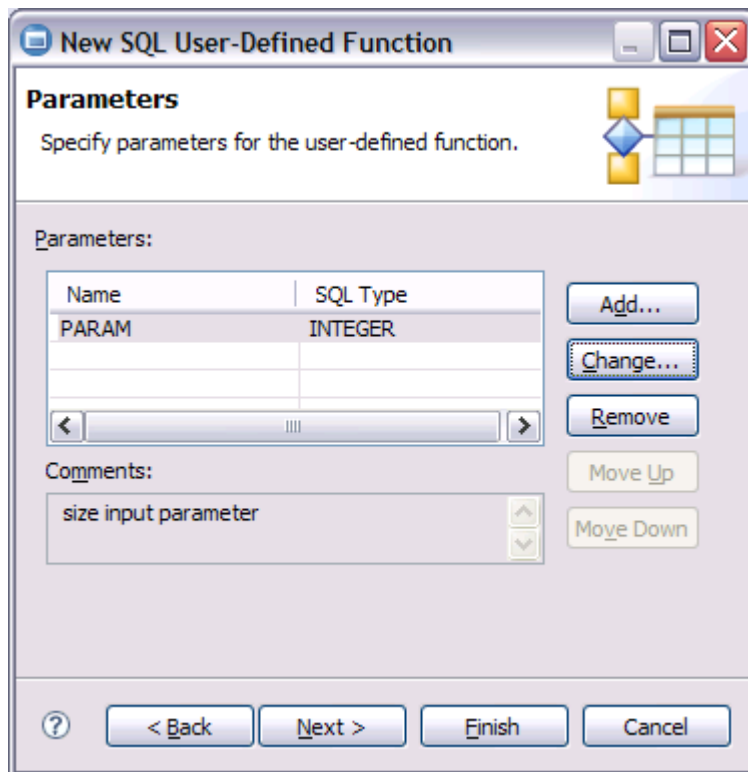 New SQL User-Defined Function
Parameters
Specify parameters for the user-defined function.
Parameters:
Name SQL Type
PARAM INTEGER
Add...
Change...
Remove
Comments:
Move Up
size input parameter
Move Down
?
< Back Next > Finish Cancel